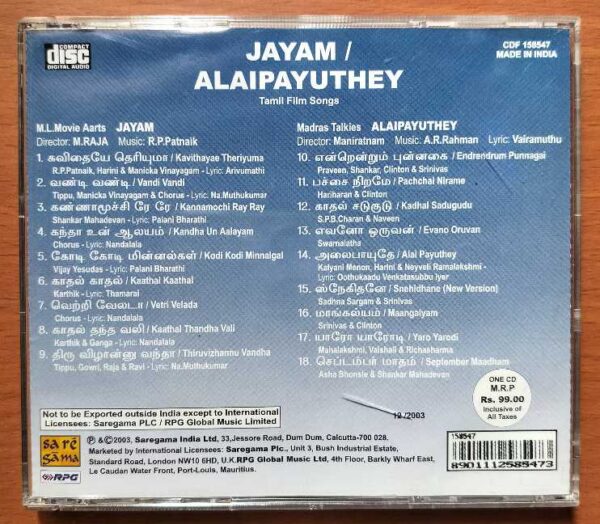 COMPACT
disc
DIGITAL AUDIO
JAYAM /
ALAIPAYUTHEY
Tamil Film Songs
CDF 158547
MADE IN INDIA
M.L.Movie Aarts JAYAM
Director: M.RAJA Music: R.P.Patnaik
1. கவிதையே தெரியுமா / Kavithayae Theriyuma
R.P.Patnaik, Harini & Manicka Vinayagam - Lyric: Arivumathi
2. வண்டி வண்டி / Vandi Vandi
Tippu, Manicka Vinayagam & Chorus - Lyric: Na.Muthukumar
3. கண்ணாமூச்சி ரே ரே / Kannamochi Ray Ray
Shankar Mahadevan - Lyric: Palani Bharathi
4. கந்தா உன் ஆலயம் / Kandha Un Aalayam
Chorus - Lyric: Nandalala
5. கோடி கோடி மின்னல்கள் / Kodi Kodi Minnalgal
Vijay Yesudas - Lyric: Palani Bharathi
6. காதல் காதல் / Kaathal Kaathal
Karthik - Lyric: Thamarai
7. வெற்றி வேலடா / Vetri Velada
Chorus - Lyric: Nandalala
8. காதல் தந்த வலி / Kaathal Thandha Vali
Karthik & Ganga - Lyric: Nandalala
9. திரு விழான்னு வந்தா / Thiruvizhannu Vandha
Tippu, Gowri, Raja & Ravi - Lyric: Na.Muthukumar
Madras Talkies ALAIPAYUTHEY
Director: Maniratnam Music: A.R.Rahman Lyric: Vairamuthu
10. என்றென்றும் புன்னகை / Endrendrum Punnagai
Praveen, Shankar, Clinton & Srinivas
11. பச்சை நிறமே / Pachchai Nirame
Hariharan & Clinton
12. காதல் சடுகுடு / Kadhal Sadugudu
S.P.B.Charan & Naveen
13. எவனோ ஒருவன் / Evano Oruvan
Swarnalatha
14. அலைபாயுதே / Alai Payuthey
Kalyani Menon, Harini & Neyveli Ramalakshmi -
Lyric: Oothukaadu Venkatasubbu Iyer
15. ஸ்நேகிதனே / Snehidhane (New Version)
Sadhna Sargam & Srinivas
16. மாங்கல்யம் / Maangalyam
Srinivas & Clinton
17. யாரோ யாரோடி / Yaro Yarodi
Mahalakshmi, Vaishali & Richasharma
18. செப்டம்பர் மாதம் / September Maadham
Asha Bhonsle & Shankar Mahadevan
ONE CD
M.R.P
Rs. 99.00
Inclusive of
All Taxes
Not to be Exported outside India except to International
Licensees: Saregama PLC / RPG Global Music Limited
12/2003
sa re
ga ma
RPG
℗ &©2003, Saregama India Ltd, 33,Jessore Road, Dum Dum, Calcutta-700 028.
Marketed by International Licensees: Saregama PLC., Unit 3, Bush Industrial Estate,
Standard Road, London NW10 6HD, U.K.RPG Global Music Ltd, 4th Floor, Barkly Wharf East,
Le Caudan Water Front, Port-Louis, Mauritius.
158547
8901112585473